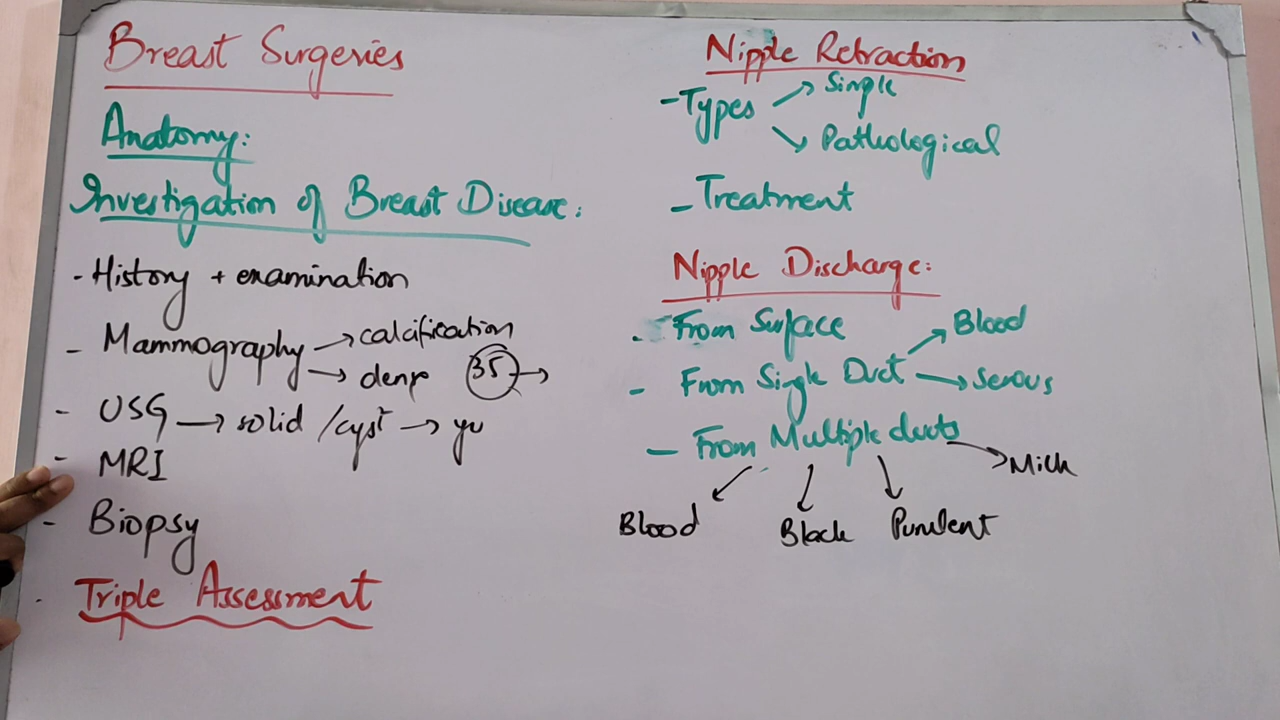 Breast Surgeries
Anatomy:
Investigation of Breast Disease:
- History + examination
- Mammography → calcification
→ dense 35 →
- USG → solid / cyst → yo
- MRI
- Biopsy
- Triple Assessment
Nipple Retraction
- Types → Single
→ Pathological
- Treatment
Nipple Discharge:
- From Surface
- From Single Duct → Blood
→ Serous
- From Multiple ducts → Milk
Blood Black Purulent